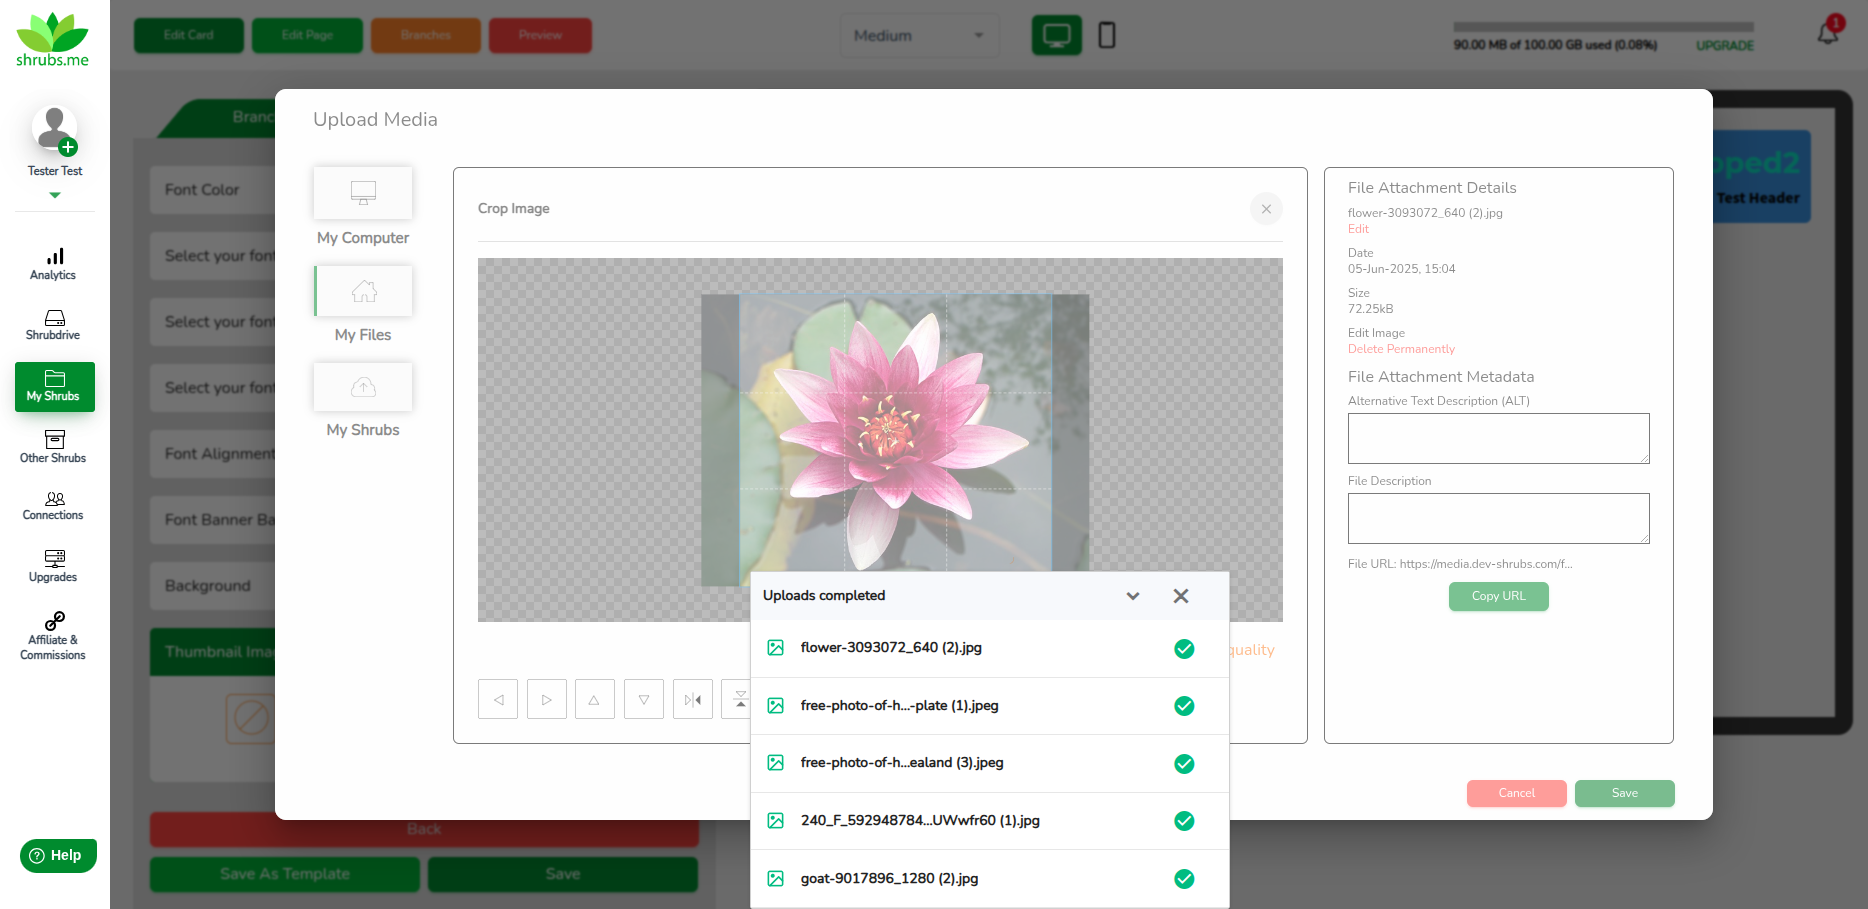 shrubs.me
Tester Test
Analytics
Shrubdrive
My Shrubs
Other Shrubs
Connections
Upgrades
Affiliate &
Commissions
Help
Edit Card
Edit Page
Branches
Preview
Medium
90.00 MB of 100.00 GB used (0.08%)
UPGRADE
1
Branc
Font Color
Select your font
Select your font
Select your font
Font Alignment
Font Banner Ba
Background
Thumbnail Imag
Back
Save As Template
Save
pped2
Test Header
Upload Media
My Computer
My Files
My Shrubs
Crop Image
quality
File Attachment Details
flower-3093072_640 (2).jpg
Edit
Date
05-Jun-2025, 15:04
Size
72.25kB
Edit Image
Delete Permanently
File Attachment Metadata
Alternative Text Description (ALT)
File Description
File URL: https://media.dev-shrubs.com/f...
Copy URL
Cancel
Save
Uploads completed
flower-3093072_640 (2).jpg
free-photo-of-h...-plate (1).jpeg
free-photo-of-h...ealand (3).jpeg
240_F_592948784...UWwfr60 (1).jpg
goat-9017896_1280 (2).jpg